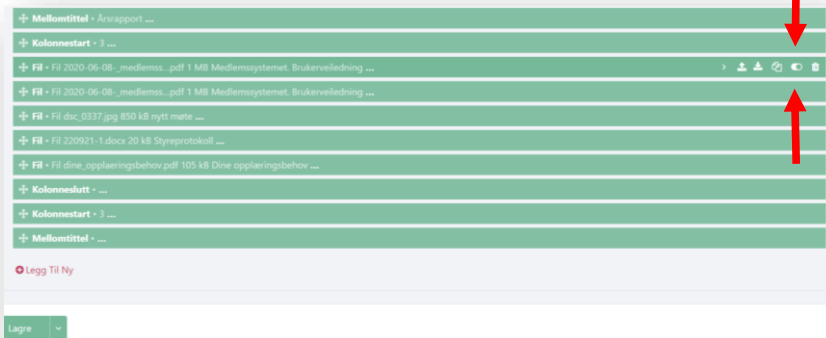 Mellomtittel • Årsrapport ...
Kolonnestart • 3 ...
Fil • Fil 2020-06-08-_medlemss...pdf 1 MB Medlemssystemet. Brukerveiledning ...
Fil • Fil 2020-06-08-_medlemss...pdf 1 MB Medlemssystemet. Brukerveiledning ...
Fil • Fil dsc_0337.jpg 850 kB nytt møte ...
Fil • Fil 220921-1.docx 20 kB Styreprotokoll ...
Fil • Fil dine_opplaeringsbehov.pdf 105 kB Dine opplæringsbehov ...
Kolonneslutt • ...
Kolonnestart • 3 ...
Mellomtittel • ...
Legg Til Ny
Lagre